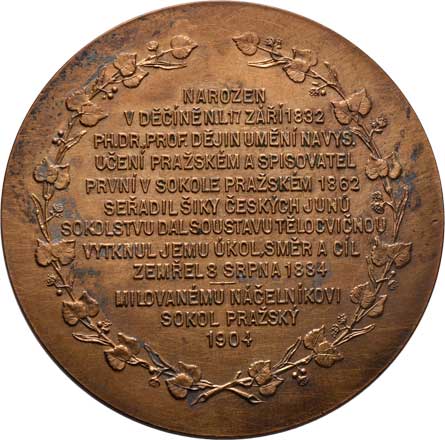 NAROZEN
V DĚČÍNĚ N.L. 17 ZÁŘÍ 1832
PH.DR. PROF. DĚJIN UMĚNÍ NA VYS.
UČENÍ PRAŽSKÉM A SPISOVATEL
PRVNÍ V SOKOLE PRAŽSKÉM 1862
SEŘADIL ŠIKY ČESKÝCH JUNŮ
SOKOLSTVU DAL SOUSTAVU TĚLOCVIČNOU
VYTKNUL JEMU ÚKOL, SMĚR A CÍL
ZEMŘEL 8 SRPNA 1884
MILOVANÉMU NÁČELNÍKOVI
SOKOL PRAŽSKÝ
1904